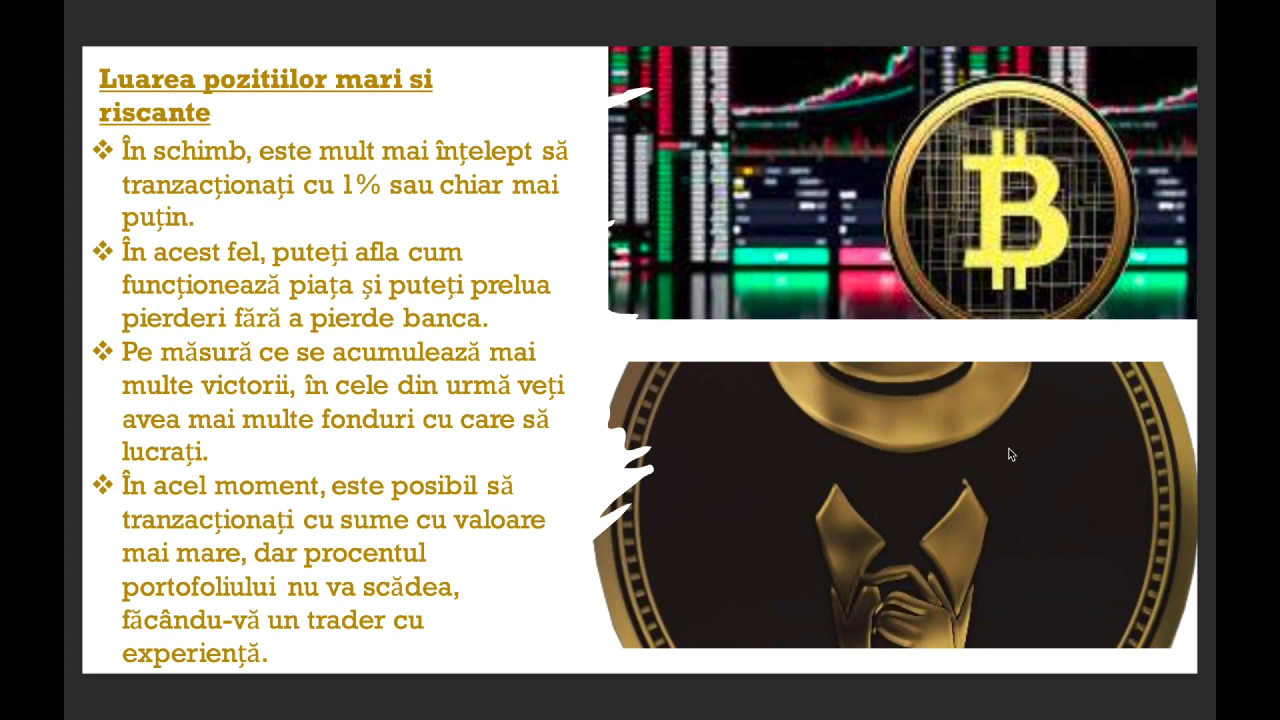 Luarea pozitiilor mari si
riscante
❖ În schimb, este mult mai înțelept să
tranzacționați cu 1% sau chiar mai
puțin.
❖ În acest fel, puteți afla cum
funcționează piața și puteți prelua
pierderi fără a pierde banca.
❖ Pe măsură ce se acumulează mai
multe victorii, în cele din urmă veți
avea mai multe fonduri cu care să
lucrați.
❖ În acel moment, este posibil să
tranzacționați cu sume cu valoare
mai mare, dar procentul
portofoliului nu va scădea,
făcându-vă un trader cu
experiență.